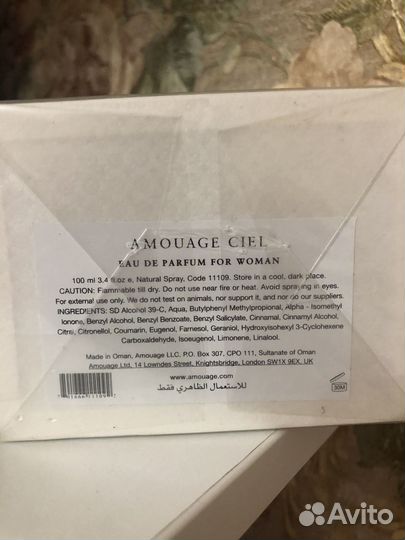 AMOUAGE CIEL
EAU DE PARFUM FOR WOMAN
100 ml 3.4 fl.oz e, Natural Spray, Code 11109. Store in a cool, dark place.
CAUTION: Flammable till dry. Do not use near fire or heat. Avoid spraying in eyes.
For external use only. We do not test on animals, nor support it, and nor do our suppliers.
INGREDIENTS: SD Alcohol 39-C, Aqua, Butylphenyl Methylpropional, Alpha - Isomethyl
Ionone, Benzyl Alcohol, Benzyl Benzoate, Benzyl Salicylate, Cinnamal, Cinnamyl Alcohol,
Citral, Citronellol, Coumarin, Eugenol, Farnesol, Geraniol, Hydroxyisohexyl 3-Cyclohexene
Carboxaldehyde, Isoeugenol, Limonene, Linalool.
Made in Oman, Amouage LLC, P.O. Box 307, CPO 111, Sultanate of Oman
Amouage Ltd, 14 Lowndes Street, Knightsbridge, London SW1X 9EX, UK
www.amouage.com
للاستعمال الظاهري فقط
30M
Avito